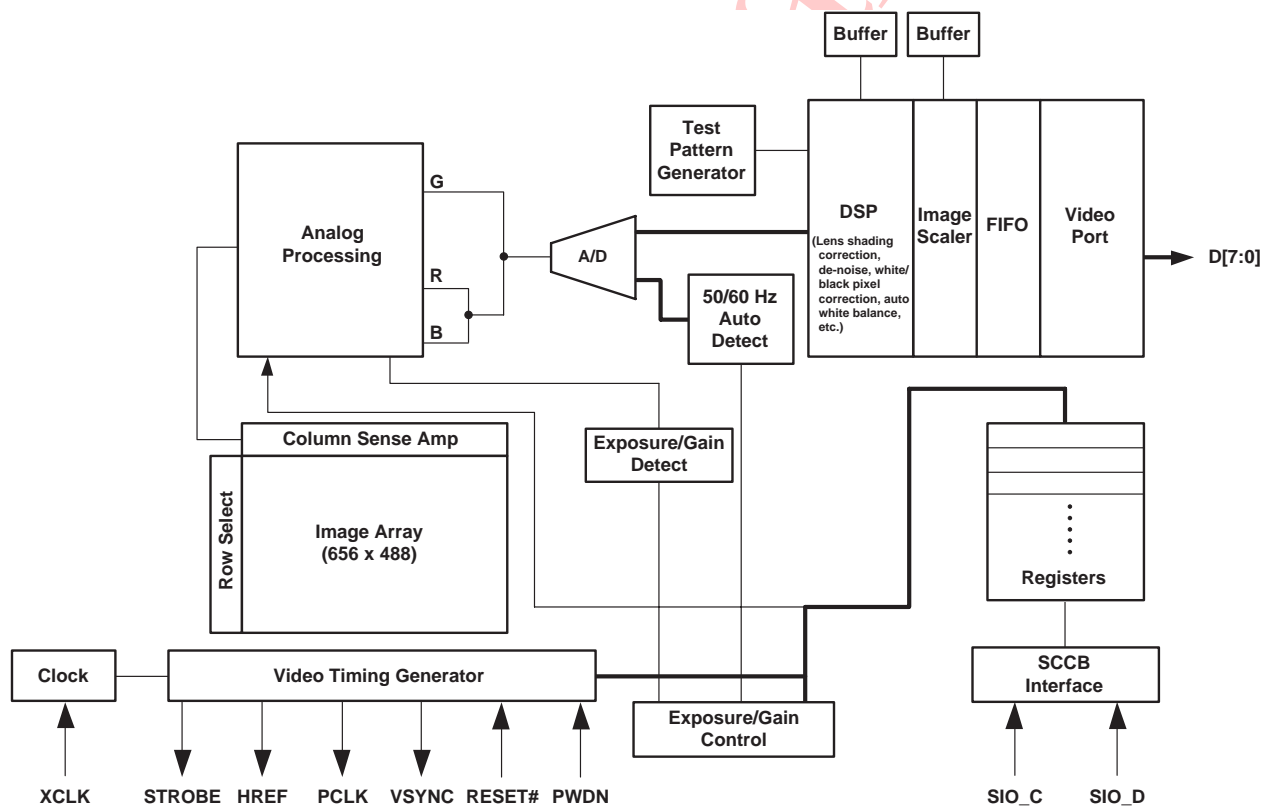 Buffer
Buffer
Test
Pattern
Generator
G
Analog
Processing
R
B
A/D
50/60 Hz
Auto
Detect
DSP
(Lens shading
correction,
de-noise, white/
black pixel
correction, auto
white balance,
etc.)
Image
Scaler
FIFO
Video
Port
D[7:0]
Column Sense Amp
Exposure/Gain
Detect
Row Select
Image Array
(656 x 488)
Registers
Clock
Video Timing Generator
SCCB
Interface
Exposure/Gain
Control
XCLK
STROBE
HREF
PCLK
VSYNC
RESET#
PWDN
SIO_C
SIO_D